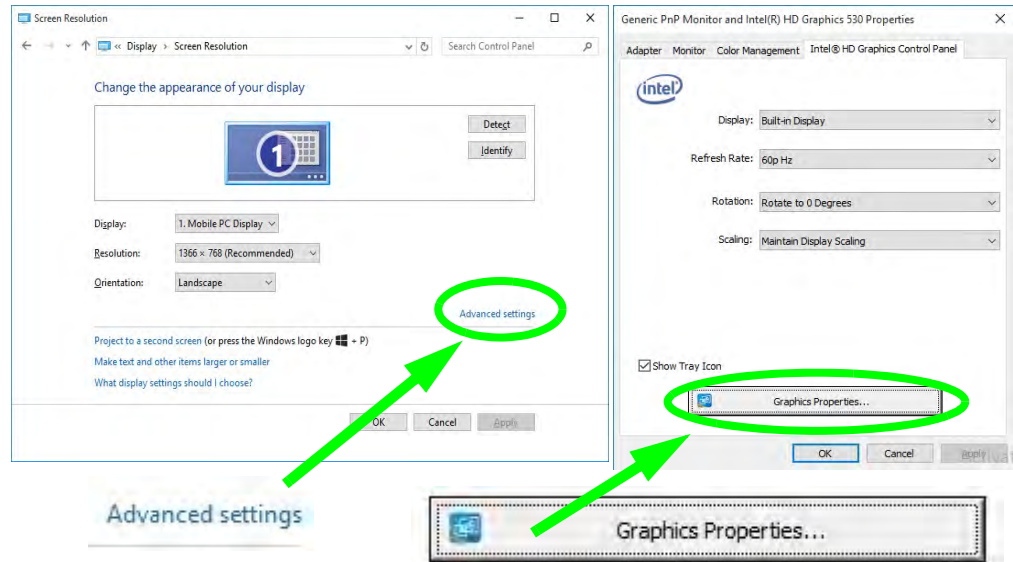 Screen Resolution
« Display › Screen Resolution
Search Control Panel
Change the appearance of your display
1
Detect
Identify
Display: 1. Mobile PC Display
Resolution: 1366 × 768 (Recommended)
Orientation: Landscape
Advanced settings
Project to a second screen (or press the Windows logo key + P)
Make text and other items larger or smaller
What display settings should I choose?
OK Cancel Apply
Generic PnP Monitor and Intel(R) HD Graphics 530 Properties
Adapter Monitor Color Management Intel® HD Graphics Control Panel
intel
Display: Built-in Display
Refresh Rate: 60p Hz
Rotation: Rotate to 0 Degrees
Scaling: Maintain Display Scaling
Show Tray Icon
Graphics Properties...
OK Cancel Apply
Advanced settings
Graphics Properties...